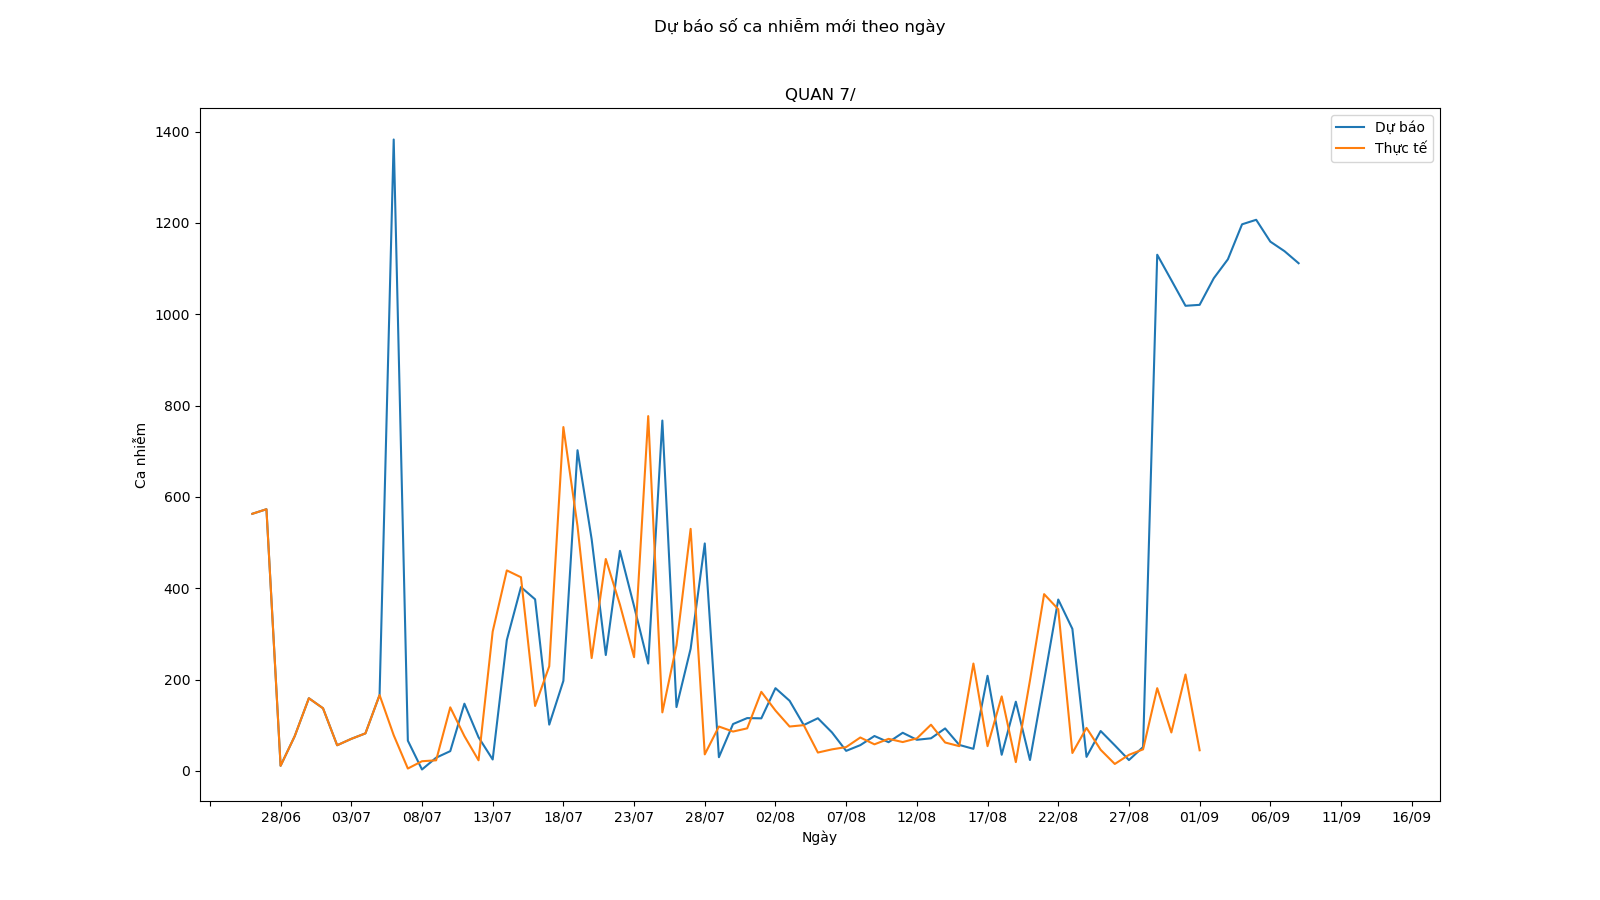 Dự báo số ca nhiễm mới theo ngày
QUAN 7/
Dự báo
Thực tế
1400
1200
1000
800
600
400
200
0
Ca nhiễm
28/06 03/07 08/07 13/07 18/07 23/07 28/07 02/08 07/08 12/08 17/08 22/08 27/08 01/09 06/09 11/09 16/09
Ngày